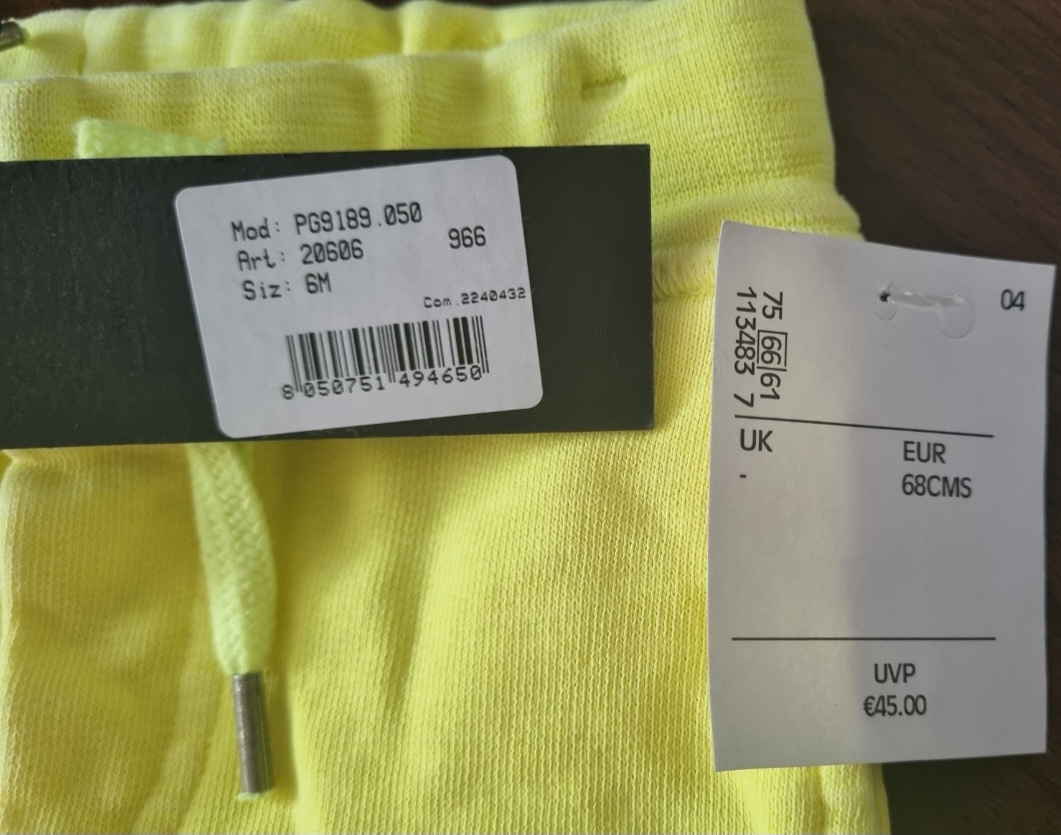 Mod: PG9189.050
Art: 20606 966
Siz: 6M
Com.2240432
8 050751 494650
04
75 66 61
113483 7
UK
-
EUR
68CMS
UVP
€45.00